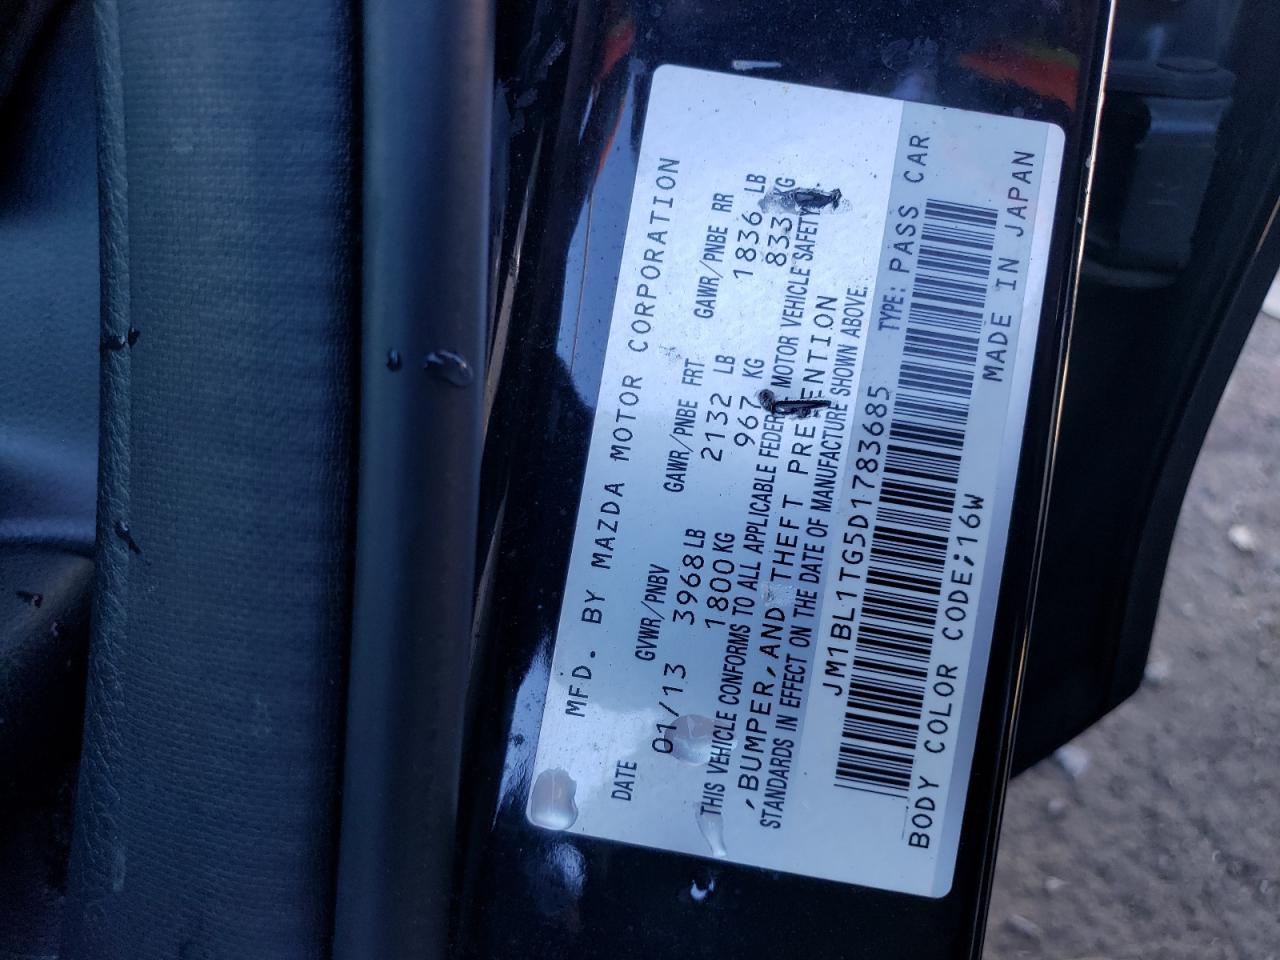 MFD. BY MAZDA MOTOR CORPORATION
DATE GVWR/PNBV GAWR/PNBE FRT GAWR/PNBE RR
01/13 3968 LB 2132 LB 1836 LB
1800 KG 967 KG 833 KG
THIS VEHICLE CONFORMS TO ALL APPLICABLE MOTOR VEHICLE SAFETY
,BUMPER, AND THEFT
STANDARDS IN EFFECT ON THE DATE OF MANUFACTURE SHOWN ABOVE.
JM1BL1TG5D1783685 TYPE: PASS CAR
BODY COLOR CODE;16W MADE IN JAPAN